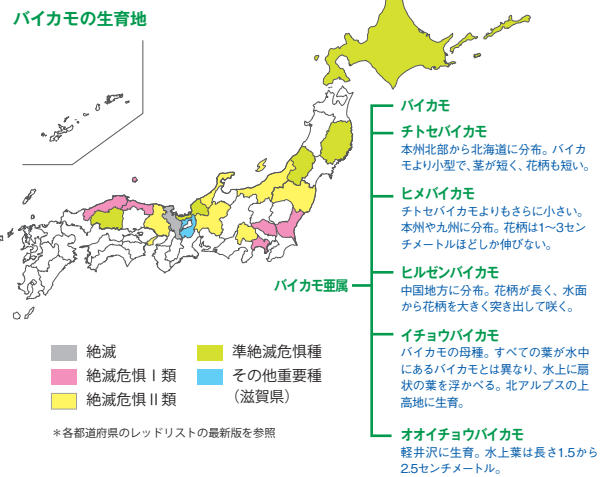 バイカモの生育地
バイカモ
チトセバイカモ
本州北部から北海道に分布。バイカ
モより小型で、茎が短く、花柄も短い。
ヒメバイカモ
チトセバイカモよりもさらに小さい。
本州や九州に分布。花柄は1〜3セン
チメートルほどしか伸びない。
バイカモ亜属
ヒルゼンバイカモ
中国地方に分布。花柄が長く、水面
から花柄を大きく突き出して咲く。
イチョウバイカモ
バイカモの母種。すべての葉が水中
にあるバイカモとは異なり、水上に扇
状の葉を浮かべる。北アルプスの上
高地に生育。
オオイチョウバイカモ
軽井沢に生育。水上葉は長さ1.5から
2.5センチメートル。
絶滅
絶滅危惧Ⅰ類
絶滅危惧Ⅱ類
準絶滅危惧種
その他重要種
（滋賀県）
＊各都道府県のレッドリストの最新版を参照